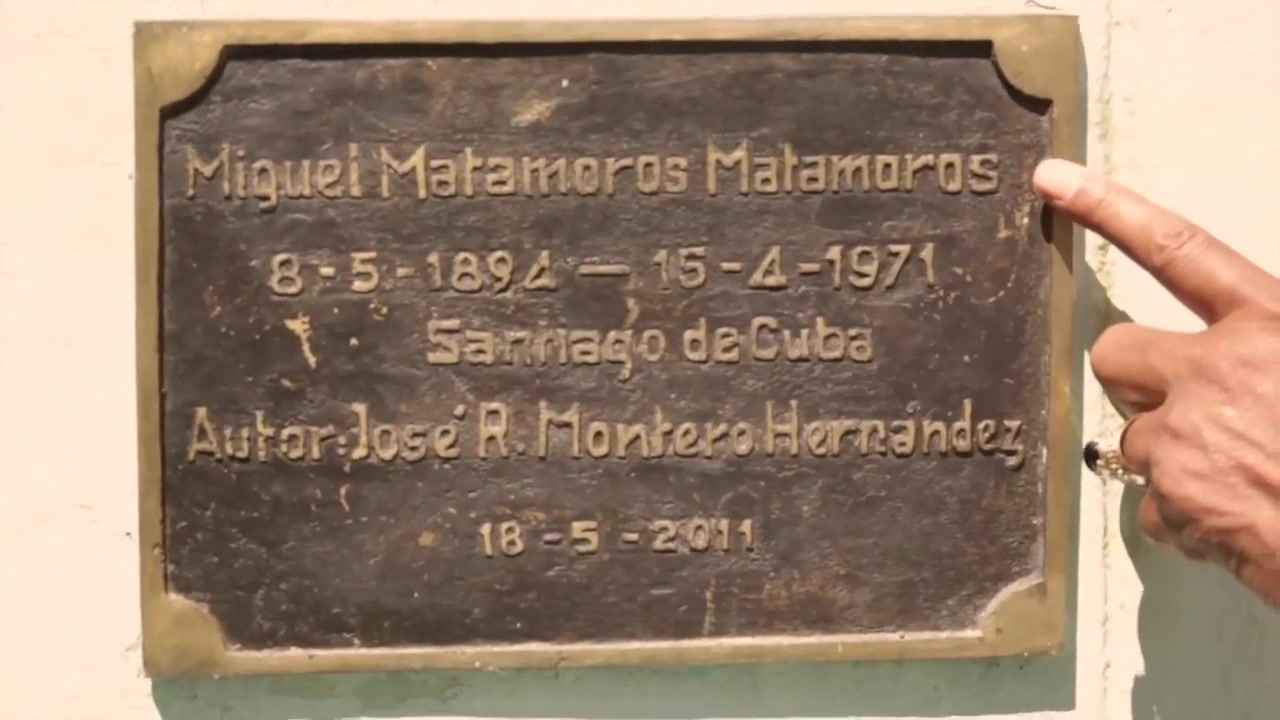 Miguel Matamoros Matamoros
8-5-1894 — 15-4-1971
Santiago de Cuba
Autor: José R. Montero Hernández
18-5-2011